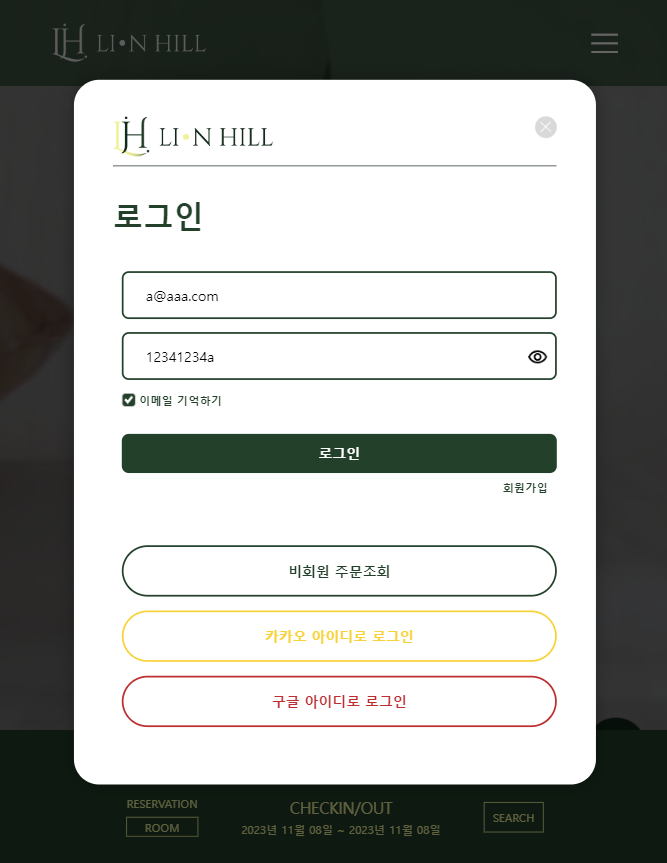 LH LI•N HILL
LH LI•N HILL
로그인
a@aaa.com
12341234a
이메일 기억하기
로그인
회원가입
비회원 주문조회
카카오 아이디로 로그인
구글 아이디로 로그인
RESERVATION
ROOM
CHECKIN/OUT
2023년 11월 08일 ~ 2023년 11월 08일
SEARCH